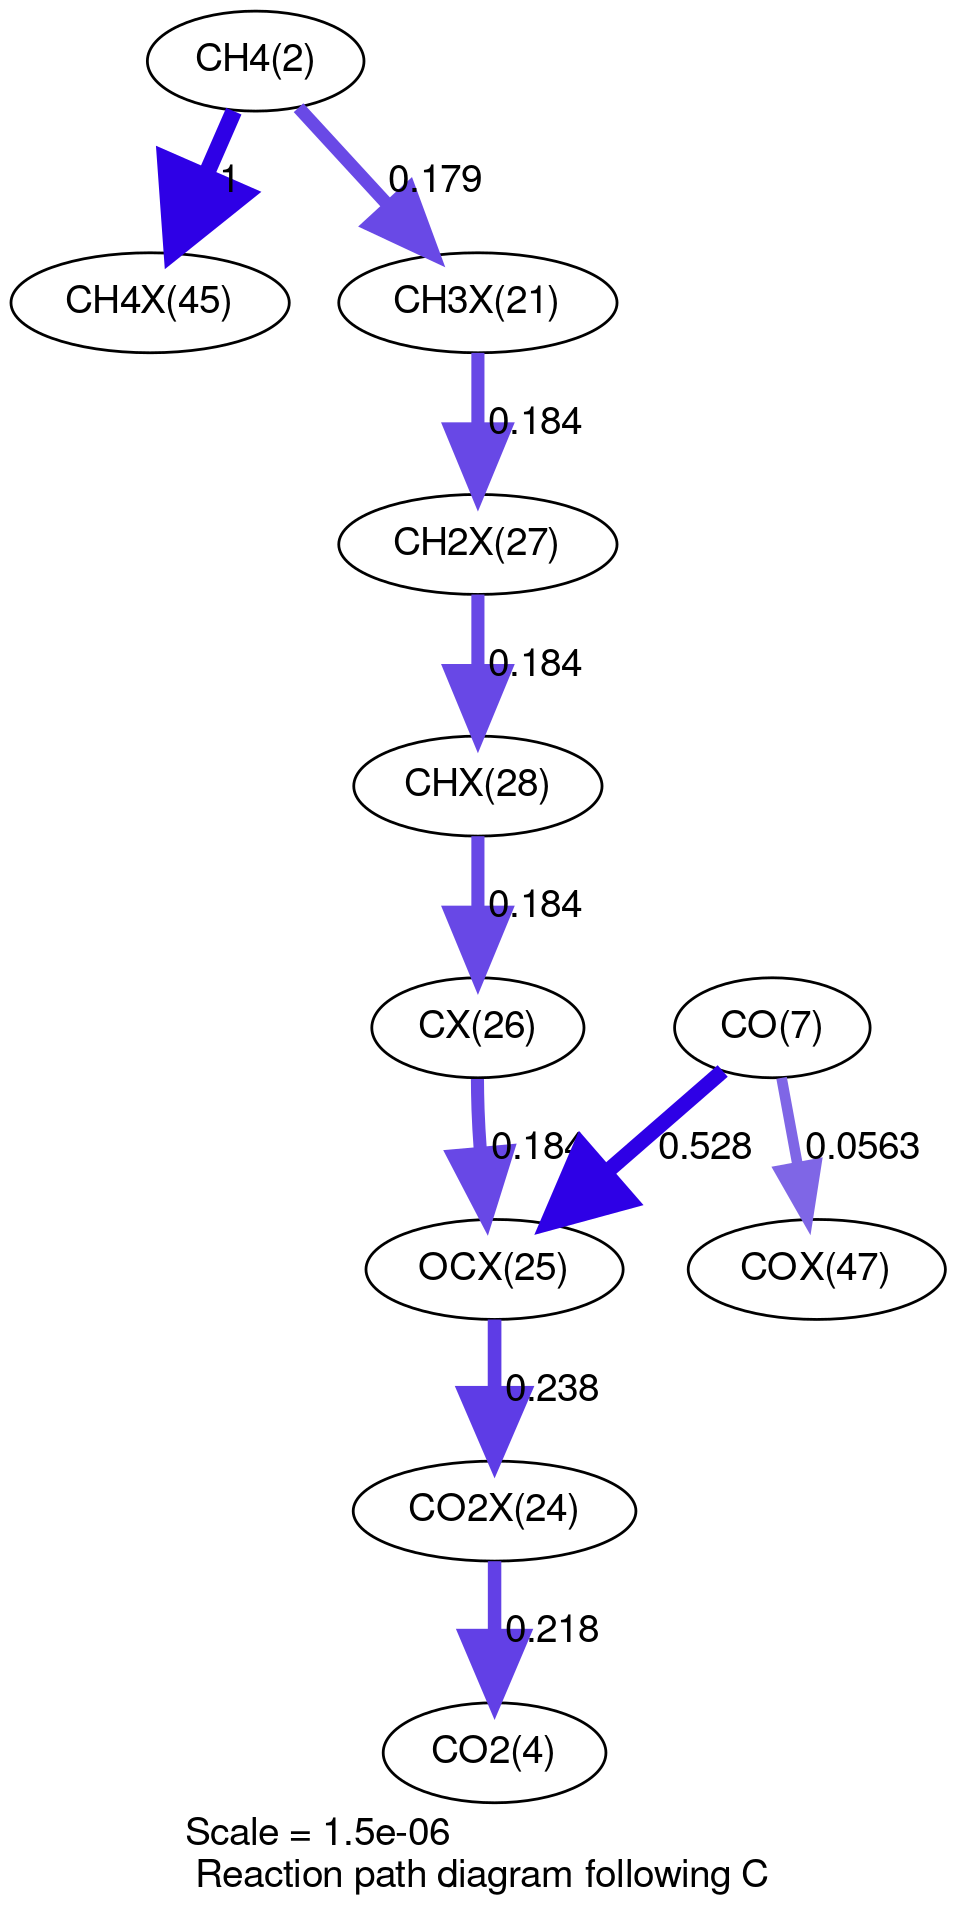 CH4(2)
1
0.179
CH4X(45)
CH3X(21)
0.184
CH2X(27)
0.184
CHX(28)
0.184
CX(26)
CO(7)
0.184
0.528
0.0563
OCX(25)
COX(47)
0.238
CO2X(24)
0.218
CO2(4)
Scale = 1.5e-06
Reaction path diagram following C